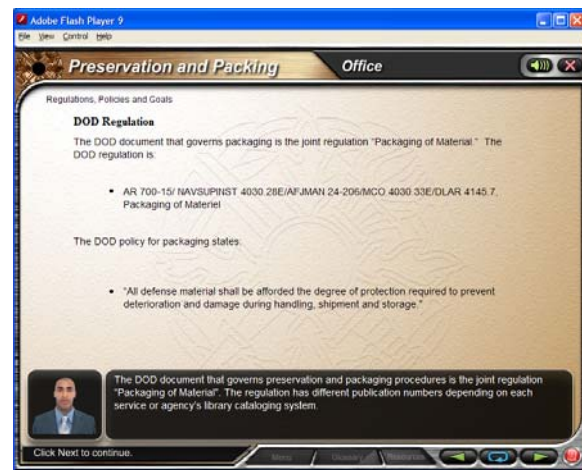 Adobe Flash Player 9
File View Control Help
Preservation and Packing
Office
Regulations, Policies and Goals
DOD Regulation
The DOD document that governs packaging is the joint regulation "Packaging of Material." The
DOD regulation is:
• AR 700-15/ NAVSUPINST 4030.28E/AFJMAN 24-206/MCO 4030.33E/DLAR 4145.7,
Packaging of Materiel
The DOD policy for packaging states:
• "All defense material shall be afforded the degree of protection required to prevent
deterioration and damage during handling, shipment and storage."
The DOD document that governs preservation and packaging procedures is the joint regulation
"Packaging of Material". The regulation has different publication numbers depending on each
service or agency's library cataloging system.
Click Next to continue.
Menu
Glossary
Resources